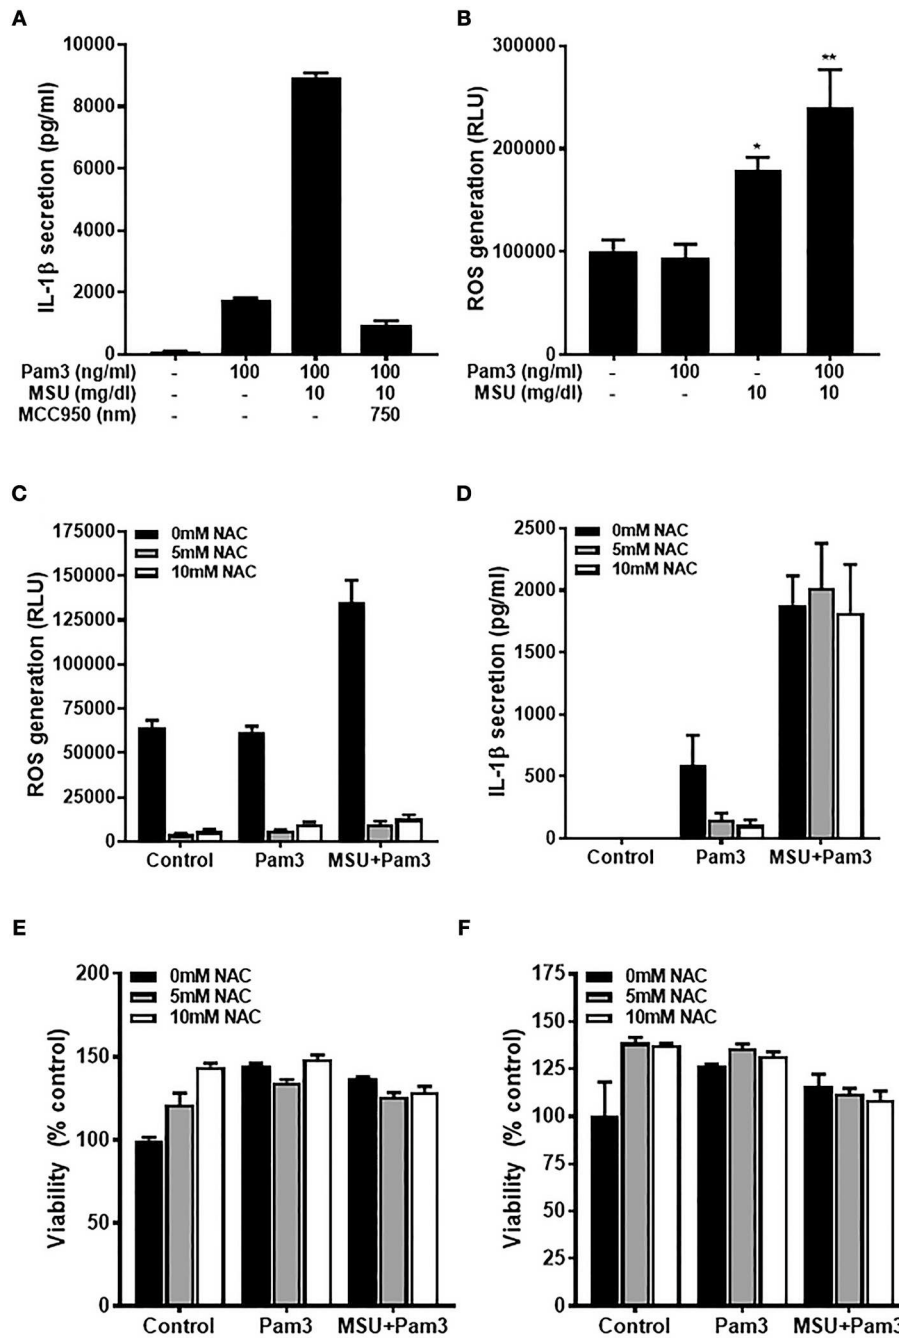 A
IL-1β secretion (pg/ml)
10000
8000
6000
4000
2000
0
Pam3 (ng/ml) - 100 100 100
MSU (mg/dl) - - 10 10
MCC950 (nm) - - - 750
B
ROS generation (RLU)
300000
200000
100000
0
*
**
Pam3 (ng/ml) - 100 - 100
MSU (mg/dl) - - 10 10
C
ROS generation (RLU)
175000
150000
125000
100000
75000
50000
25000
0
0mM NAC
5mM NAC
10mM NAC
Control Pam3 MSU+Pam3
D
IL-1β secretion (pg/ml)
2500
2000
1500
1000
500
0
0mM NAC
5mM NAC
10mM NAC
Control Pam3 MSU+Pam3
E
Viability (% control)
200
150
100
50
0
0mM NAC
5mM NAC
10mM NAC
Control Pam3 MSU+Pam3
F
Viability (% control)
175
150
125
100
75
50
25
0
0mM NAC
5mM NAC
10mM NAC
Control Pam3 MSU+Pam3